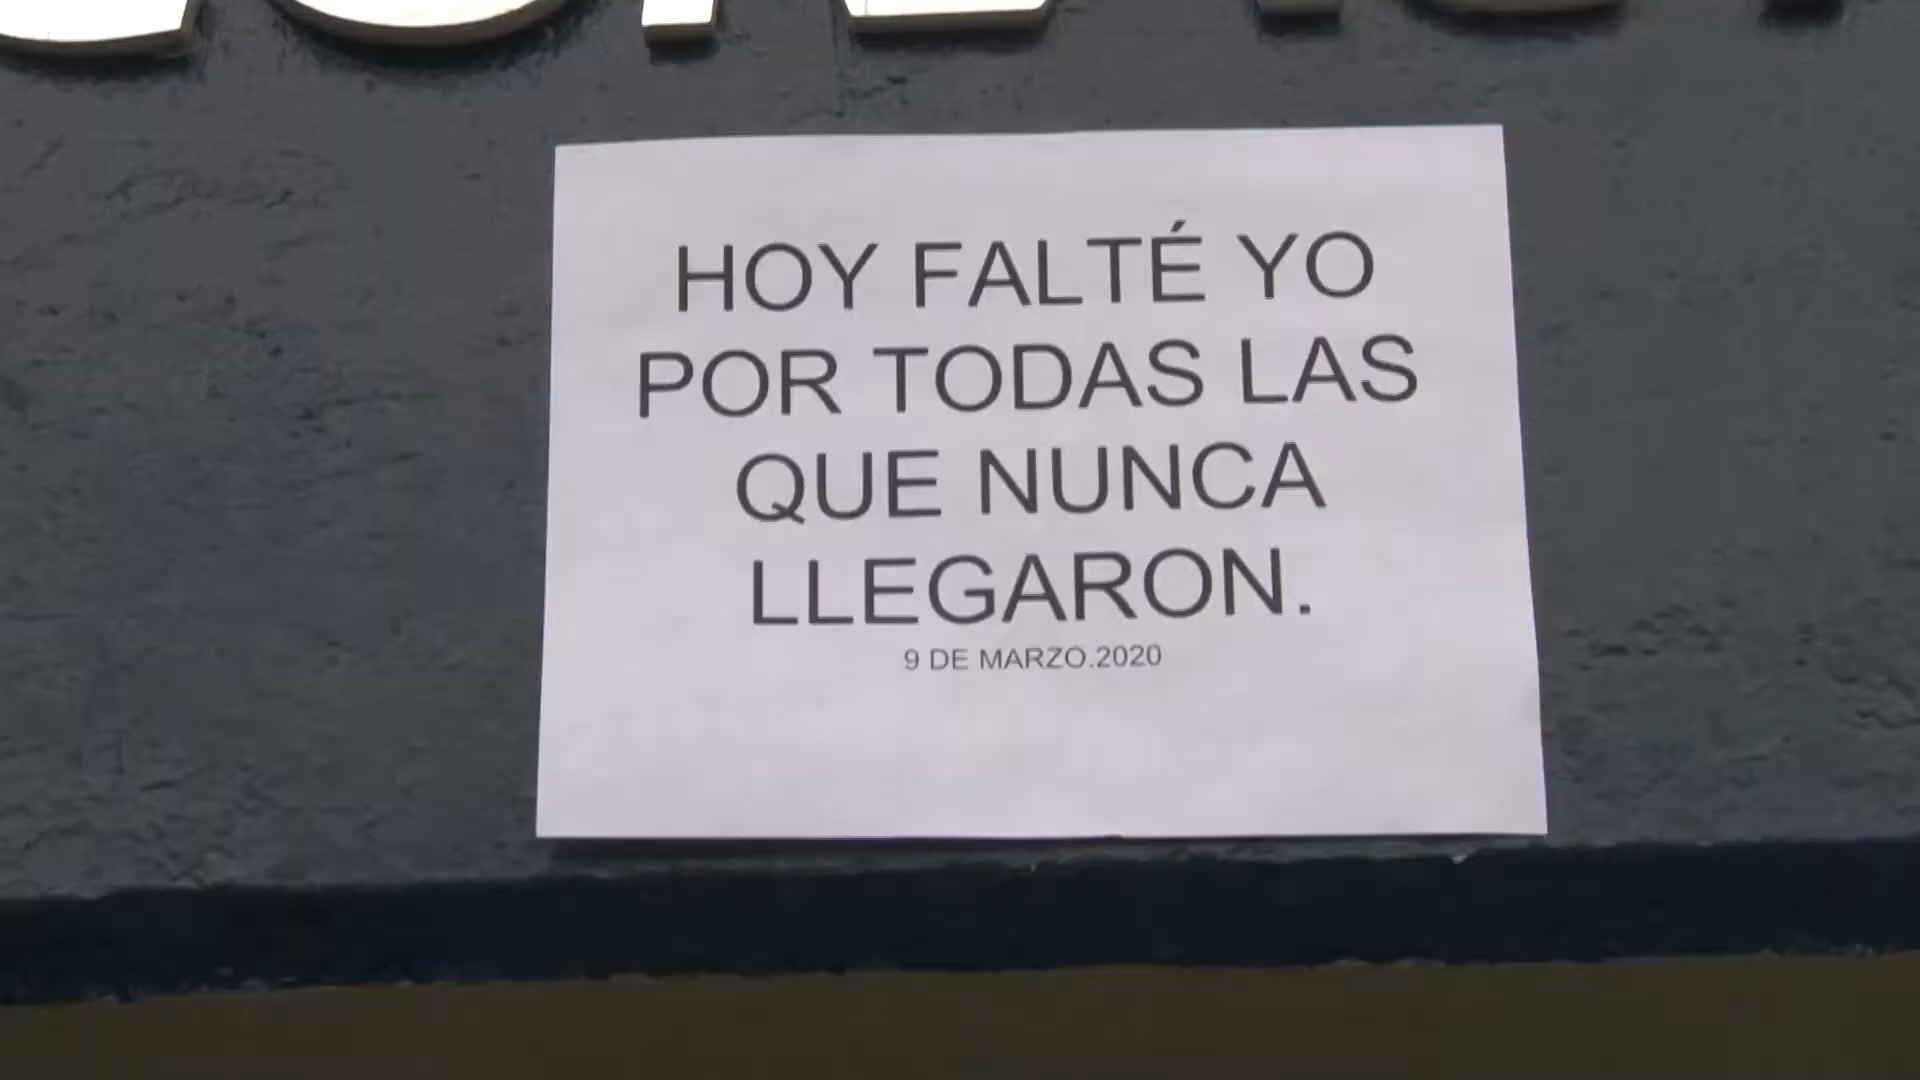 HOY FALTÉ YO
POR TODAS LAS
QUE NUNCA
LLEGARON.
9 DE MARZO.2020